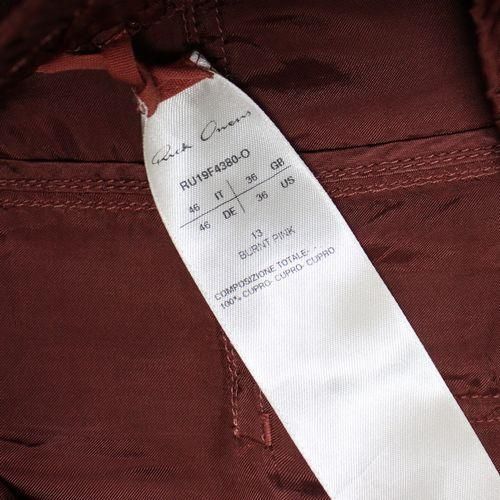 Rick Owens
RU19F4380-O
46 IT 36 GB
46 DE 36 US
13
BURNT PINK
COMPOSIZIONE TOTALE-
100% CUPRO- CUPRO- CUPRO